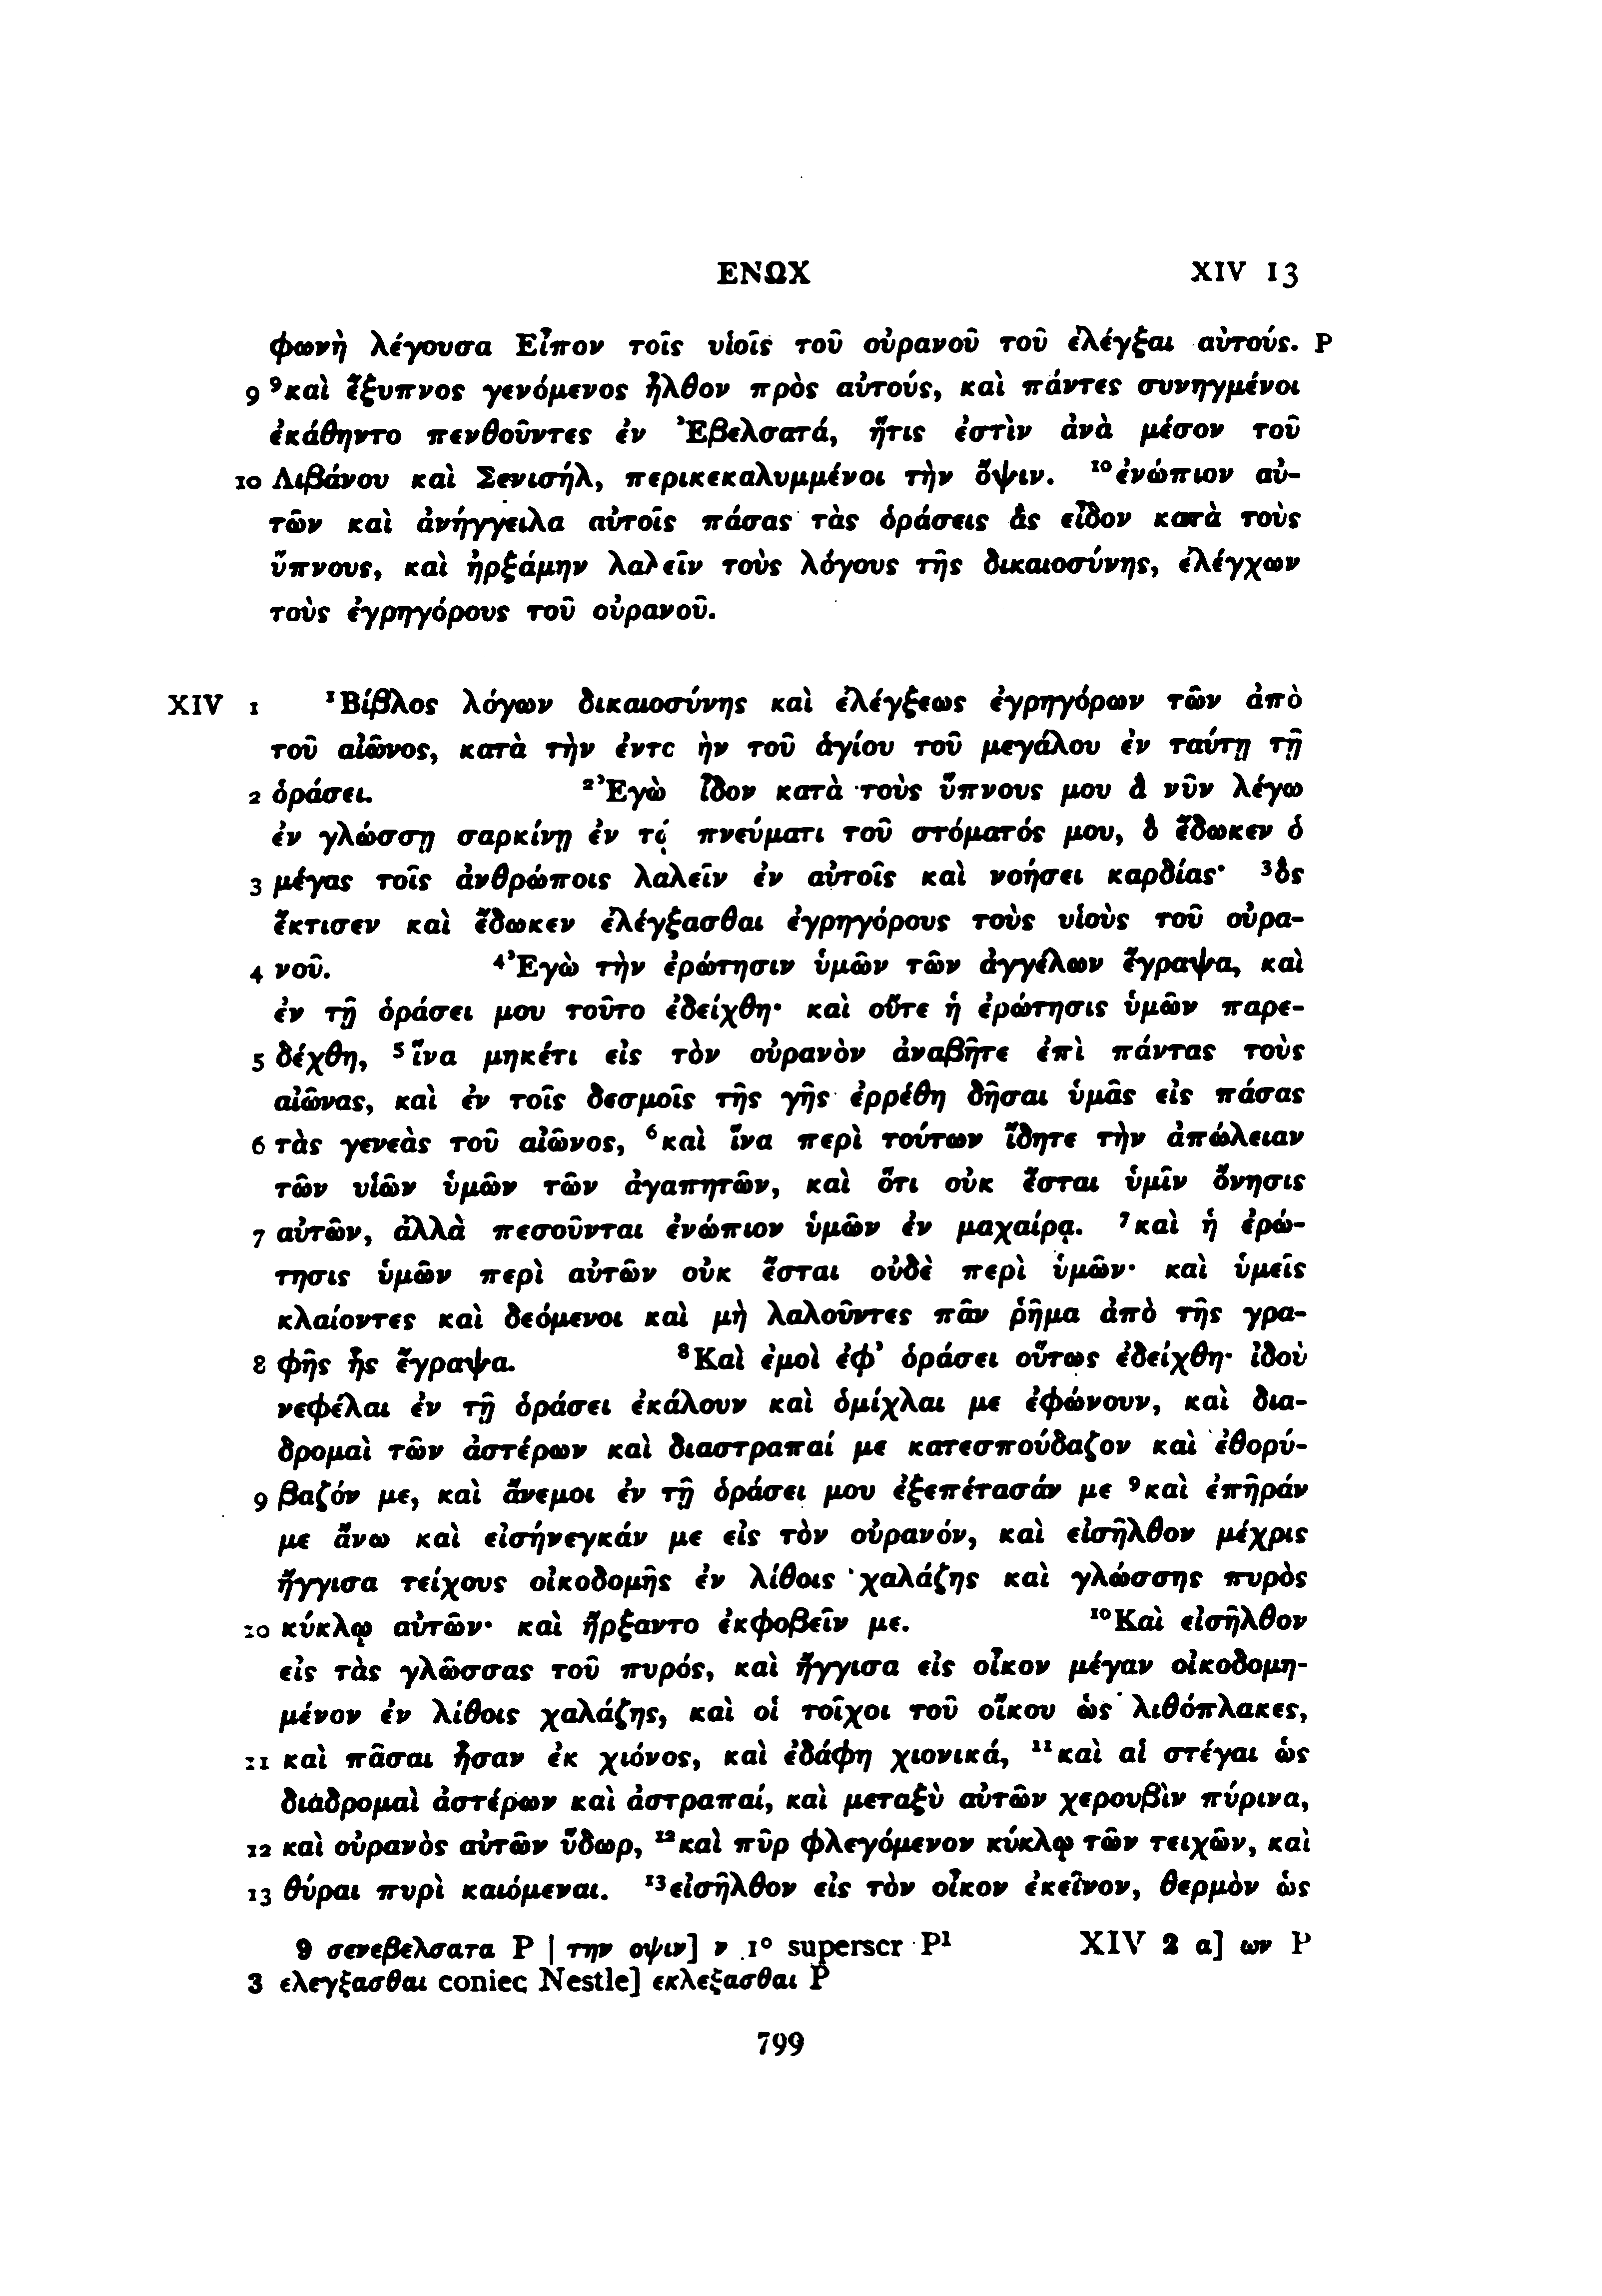 ΕΝΩΧ XIV 13
φωνὴ λέγουσα Εἶπον τοῖς υἱοῖς τοῦ οὐρανοῦ τοῦ ἐλέγξαι αὐτούς. P
9 ⁹καὶ ἔξυπνος γενόμενος ἦλθον πρὸς αὐτούς, καὶ πάντες συνηγμένοι
ἐκάθηντο πενθοῦντες ἐν Ἐβελσατά, ἥτις ἐστὶν ἀνὰ μέσον τοῦ
10 Λιβάνου καὶ Σενισήλ, περικεκαλυμμένοι τὴν ὄψιν. ¹⁰ἐνώπιον αὐ-
τῶν καὶ ἀνήγγειλα αὐτοῖς πάσας τὰς ὁράσεις ἃς εἶδον κατὰ τοὺς
ὕπνους, καὶ ἠρξάμην λαλεῖν τοὺς λόγους τῆς δικαιοσύνης, ἐλέγχων
τοὺς ἐγρηγόρους τοῦ οὐρανοῦ.
XIV 1 ¹Βίβλος λόγων δικαιοσύνης καὶ ἐλέγξεως ἐγρηγόρων τῶν ἀπὸ
τοῦ αἰῶνος, κατὰ τὴν ἐντο ὴν τοῦ ἁγίου τοῦ μεγάλου ἐν ταύτῃ τῇ
2 ὁράσει. ²Ἐγὼ ἶδον κατὰ τοὺς ὕπνους μου ἃ νῦν λέγω
ἐν γλώσσῃ σαρκίνῃ ἐν τῷ πνεύματι τοῦ στόματός μου, ὃ ἔδωκεν ὁ
3 μέγας τοῖς ἀνθρώποις λαλεῖν ἐν αὐτοῖς καὶ νοήσει καρδίας· ³ὃς
ἔκτισεν καὶ ἔδωκεν ἐλέγξασθαι ἐγρηγόρους τοὺς υἱοὺς τοῦ οὐρα-
4 νοῦ. ⁴Ἐγὼ τὴν ἐρώτησιν ὑμῶν τῶν ἀγγέλων ἔγραψα, καὶ
ἐν τῇ ὁράσει μου τοῦτο ἐδείχθη· καὶ οὔτε ἡ ἐρώτησις ὑμῶν παρε-
5 δέχθη, ⁵ἵνα μηκέτι εἰς τὸν οὐρανὸν ἀναβῆτε ἐπὶ πάντας τοὺς
αἰῶνας, καὶ ἐν τοῖς δεσμοῖς τῆς γῆς ἐρρέθη δῆσαι ὑμᾶς εἰς πάσας
6 τὰς γενεὰς τοῦ αἰῶνος, ⁶καὶ ἵνα περὶ τούτων ἴδητε τὴν ἀπώλειαν
τῶν υἱῶν ὑμῶν τῶν ἀγαπητῶν, καὶ ὅτι οὐκ ἔσται ὑμῖν ὄνησις
7 αὐτῶν, ἀλλὰ πεσοῦνται ἐνώπιον ὑμῶν ἐν μαχαίρᾳ. ⁷καὶ ἡ ἐρώ-
τησις ὑμῶν περὶ αὐτῶν οὐκ ἔσται οὐδὲ περὶ ὑμῶν· καὶ ὑμεῖς
κλαίοντες καὶ δεόμενοι καὶ μὴ λαλοῦντες πᾶν ῥῆμα ἀπὸ τῆς γρα-
8 φῆς ἧς ἔγραψα. ⁸Καὶ ἐμοὶ ἐφ᾽ ὁράσει οὕτως ἐδείχθη· ἰδοὺ
νεφέλαι ἐν τῇ ὁράσει ἐκάλουν καὶ ὁμίχλαι με ἐφώνουν, καὶ δια-
δρομαὶ τῶν ἀστέρων καὶ διαστραπαί με κατεσπούδαζον καὶ ἐθορύ-
9 βαζόν με, καὶ ἄνεμοι ἐν τῇ ὁράσει μου ἐξεπέτασάν με ⁹καὶ ἐπῆράν
με ἄνω καὶ εἰσήνεγκάν με εἰς τὸν οὐρανόν, καὶ εἰσῆλθον μέχρις
ἤγγισα τείχους οἰκοδομῆς ἐν λίθοις χαλάζης καὶ γλώσσης πυρὸς
10 κύκλῳ αὐτῶν· καὶ ἤρξαντο ἐκφοβεῖν με. ¹⁰Καὶ εἰσῆλθον
εἰς τὰς γλῶσσας τοῦ πυρός, καὶ ἤγγισα εἰς οἶκον μέγαν οἰκοδομη-
μένον ἐν λίθοις χαλάζης, καὶ οἱ τοῖχοι τοῦ οἴκου ὡς λιθόπλακες,
11 καὶ πᾶσαι ἦσαν ἐκ χιόνος, καὶ ἐδάφη χιονικά, ¹¹καὶ αἱ στέγαι ὡς
διαδρομαὶ ἀστέρων καὶ ἀστραπαί, καὶ μεταξὺ αὐτῶν χερουβὶν πύρινα,
12 καὶ οὐρανὸς αὐτῶν ὕδωρ, ¹²καὶ πῦρ φλεγόμενον κύκλῳ τῶν τειχῶν, καὶ
13 θύραι πυρὶ καιόμεναι. ¹³εἰσῆλθον εἰς τὸν οἶκον ἐκεῖνον, θερμὸν ὡς
9 σενεβελσατα P | την οψιν] ν 1° superscr P¹ XIV 2 α] ων P
3 ελεγξασθαι coniec Nestle] εκλεξασθαι P
799